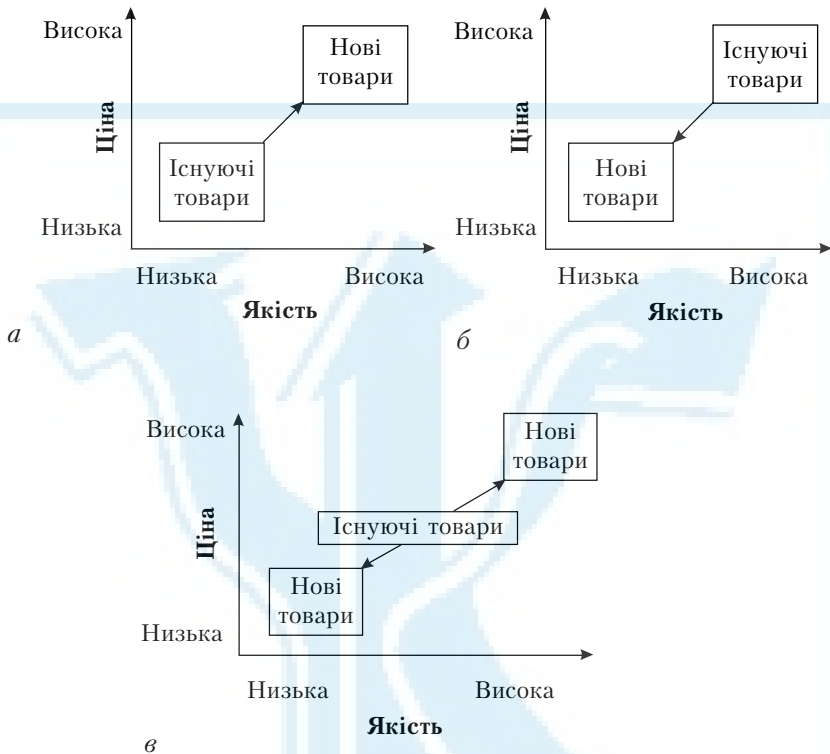 Висока
Ціна
Нові
товари
Існуючі
товари
Низька
Низька
Висока
Якість
а
Висока
Ціна
Існуючі
товари
Нові
товари
Низька
Низька
Висока
Якість
б
Висока
Ціна
Нові
товари
Існуючі товари
Нові
товари
Низька
Низька
Висока
Якість
в